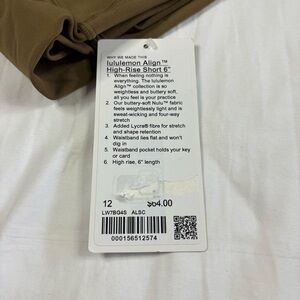 WHY WE MADE THIS
lululemon Align™
High-Rise Short 6"
1. When feeling nothing is
everything. The lululemon
Align™ collection is so
weightless and buttery soft,
all you feel is your practice
2. Our buttery-soft Nulu™ fabric
feels weightlessly light and is
sweat-wicking and four-way
stretch
3. Added Lycra® fibre for stretch
and shape retention
4. Waistband lies flat and won't
dig in
5. Waistband pocket holds your key
or card
6. High rise, 6" length
12 $64.00
LW7BG4S ALSC
000156512574